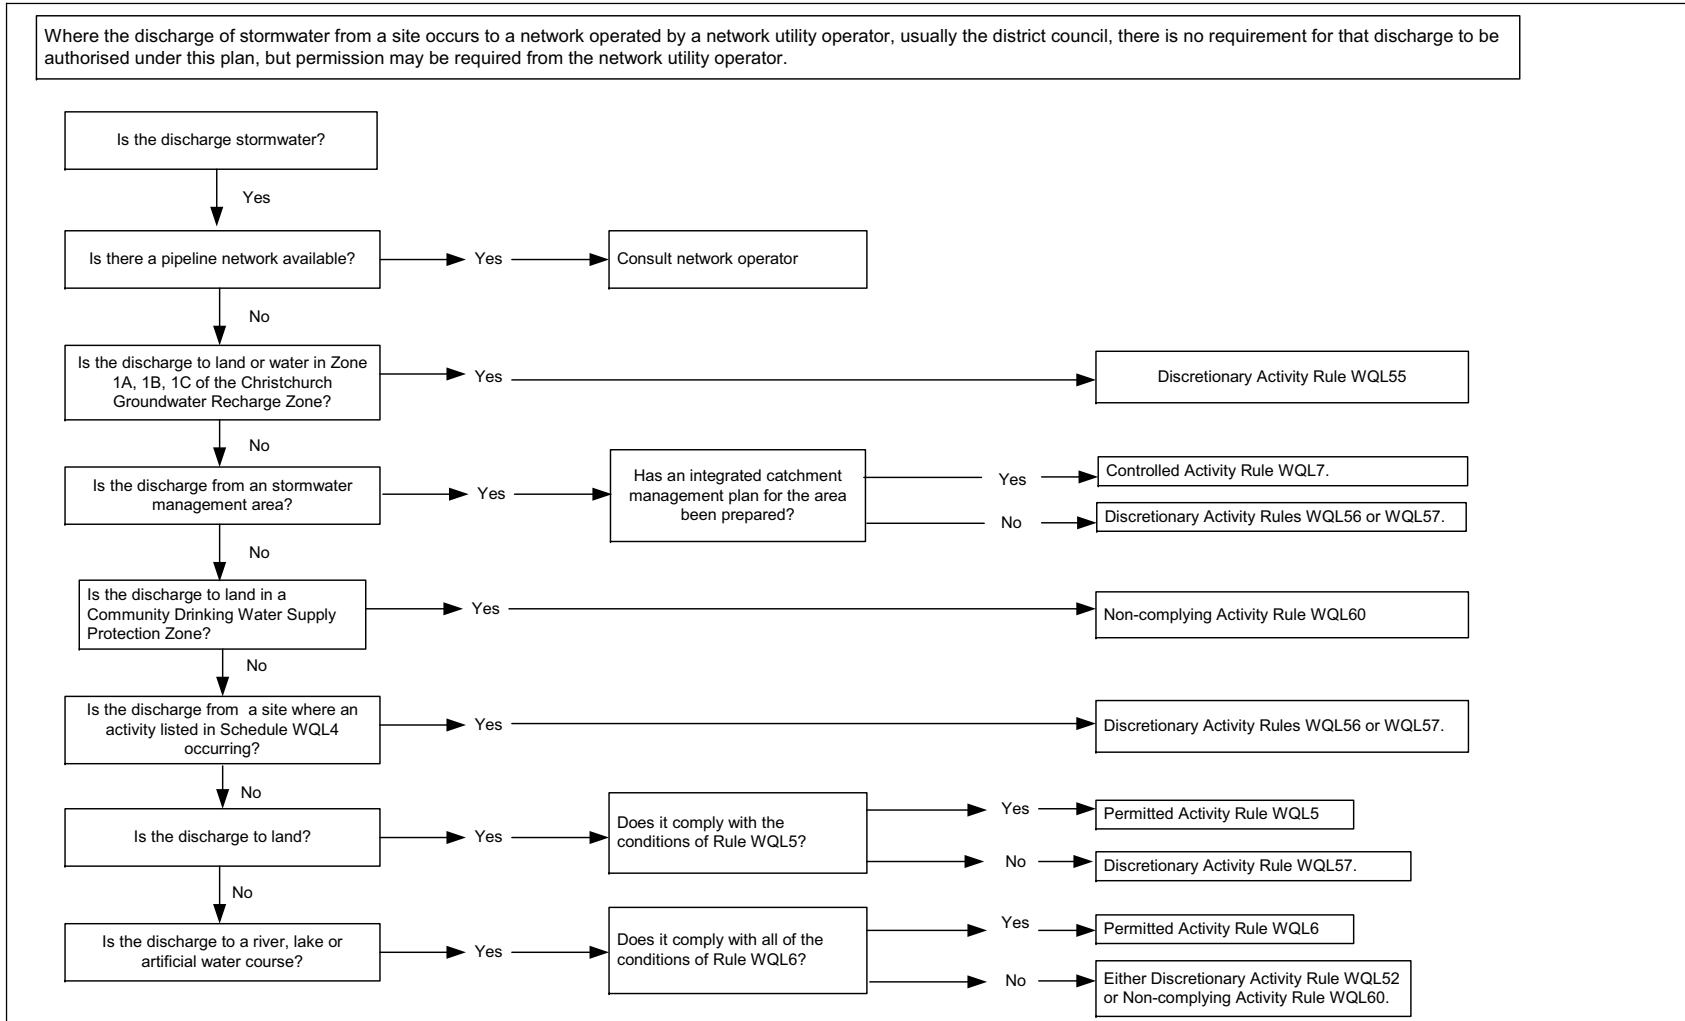 Where the discharge of stormwater from a site occurs to a network operated by a network utility operator, usually the district council, there is no requirement for that discharge to be
authorised under this plan, but permission may be required from the network utility operator.
Is the discharge stormwater?
Yes
Is there a pipeline network available?
Yes
Consult network operator
No
Is the discharge to land or water in Zone
1A, 1B, 1C of the Christchurch
Groundwater Recharge Zone?
Yes
Discretionary Activity Rule WQL55
No
Is the discharge from an stormwater
management area?
Yes
Has an integrated catchment
management plan for the area
been prepared?
Yes
Controlled Activity Rule WQL7.
No
Discretionary Activity Rules WQL56 or WQL57.
No
Is the discharge to land in a
Community Drinking Water Supply
Protection Zone?
Yes
Non-complying Activity Rule WQL60
No
Is the discharge from  a site where an
activity listed in Schedule WQL4
occurring?
Yes
Discretionary Activity Rules WQL56 or WQL57.
No
Is the discharge to land?
Yes
Does it comply with the
conditions of Rule WQL5?
Yes
Permitted Activity Rule WQL5
No
Discretionary Activity Rule WQL57.
No
Is the discharge to a river, lake or
artificial water course?
Yes
Does it comply with all of the
conditions of Rule WQL6?
Yes
Permitted Activity Rule WQL6
No
Either Discretionary Activity Rule WQL52
or Non-complying Activity Rule WQL60.